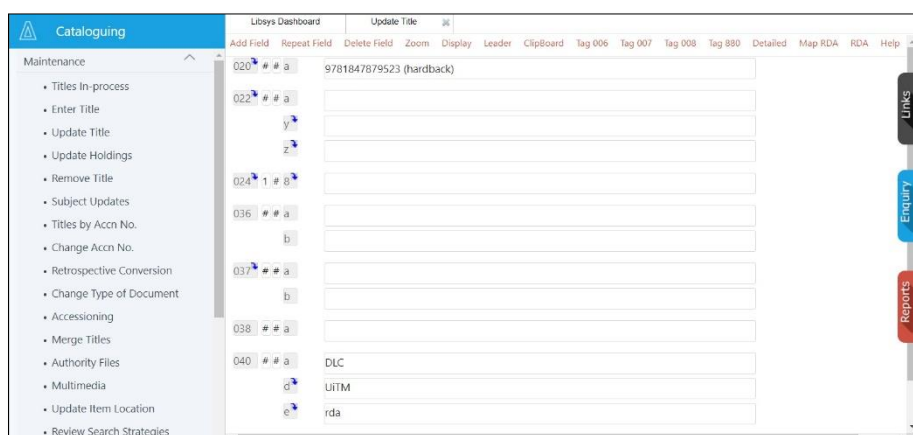 Cataloguing
Maintenance
• Titles In-process
• Enter Title
• Update Title
• Update Holdings
• Remove Title
• Subject Updates
• Titles by Accn No.
• Change Accn No.
• Retrospective Conversion
• Change Type of Document
• Accessioning
• Merge Titles
• Authority Files
• Multimedia
• Update Item Location
• Review Search Strategies
Libsys Dashboard Update Title
Add Field Repeat Field Delete Field Zoom Display Leader ClipBoard Tag 006 Tag 007 Tag 008 Tag 880 Detailed Map RDA RDA Help
020 # # a 9781847879523 (hardback)
022 # # a
y
z
024 1 # 8
036 # # a
b
037 # # a
b
038 # # a
040 # # a DLC
d UiTM
e rda
Links
Enquiry
Reports